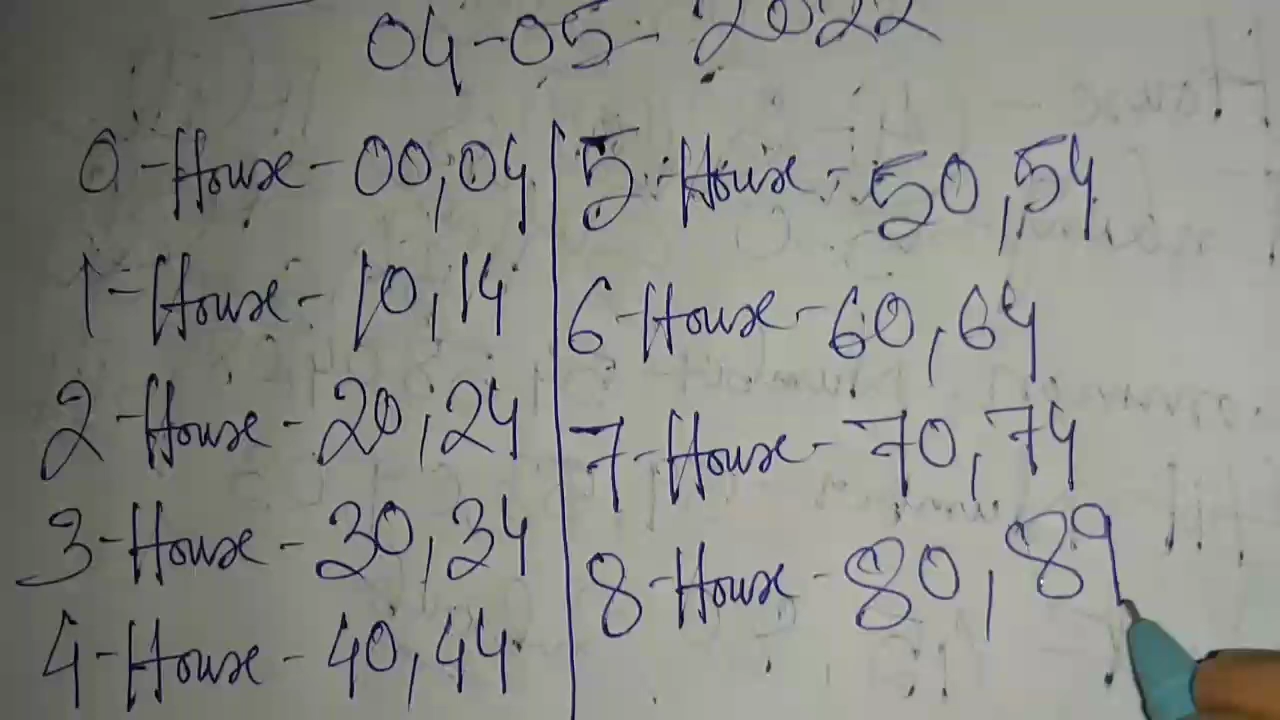 04-05-2022
0-House-00,04
1-House-10,14
2-House-20,24
3-House-30,34
4-House-40,44
5-House-50,54
6-House-60,64
7-House-70,74
8-House-80,89